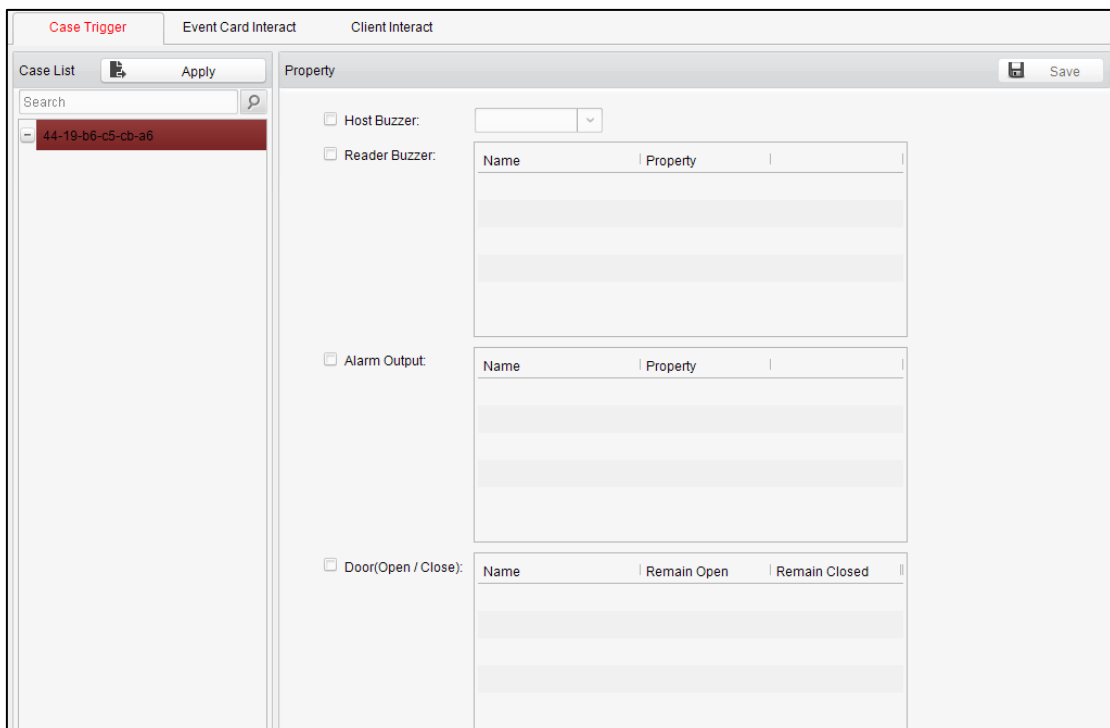 Case Trigger Event Card Interact Client Interact
Case List Apply Property Save
Search
44-19-b6-c5-cb-a6
Host Buzzer:
Reader Buzzer:
Name Property
Alarm Output:
Name Property
Door(Open / Close):
Name Remain Open Remain Closed